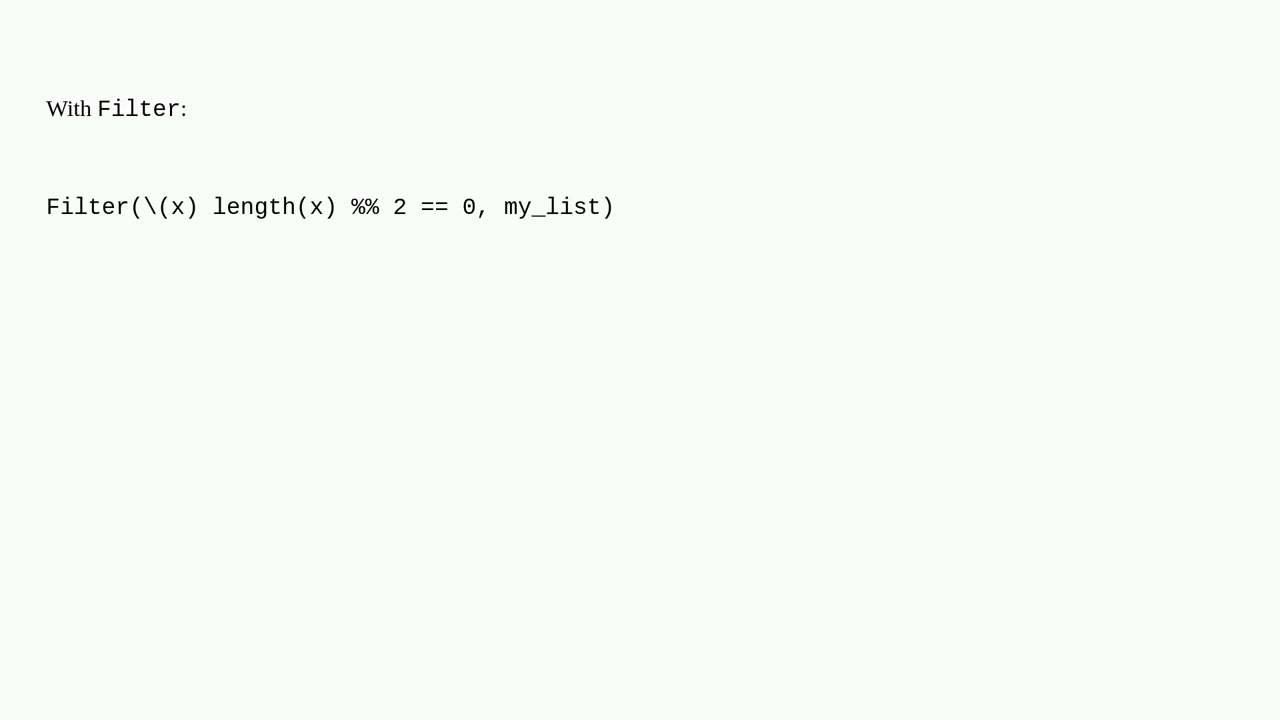 With Filter:
Filter(\(x) length(x) %% 2 == 0, my_list)